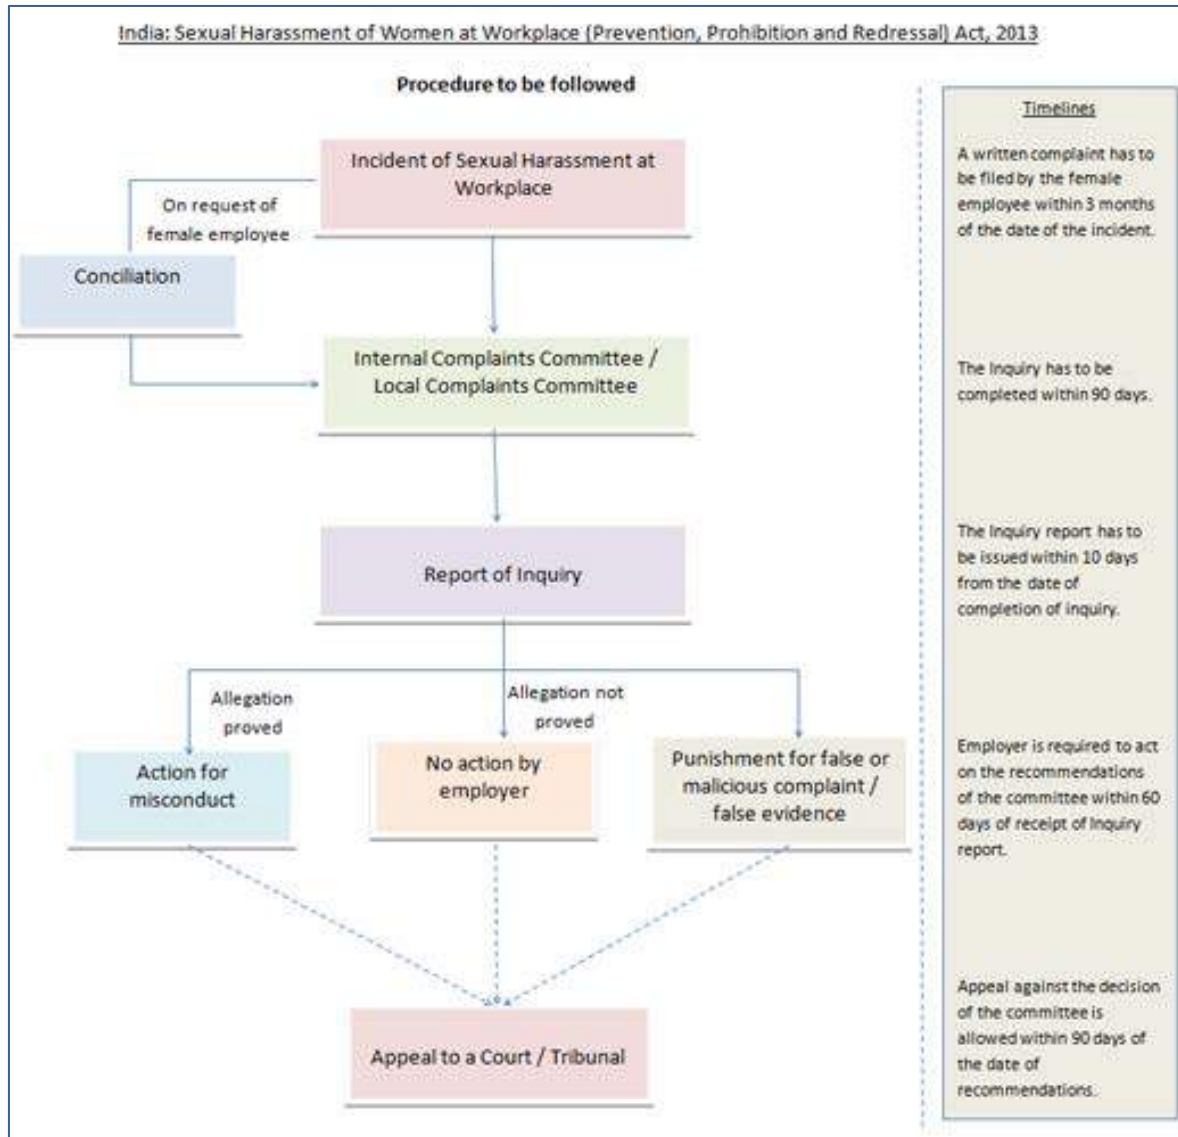 India: Sexual Harassment of Women at Workplace (Prevention, Prohibition and Redressal) Act, 2013
Procedure to be followed
Incident of Sexual Harassment at
Workplace
On request of
female employee
Conciliation
Internal Complaints Committee /
Local Complaints Committee
Report of Inquiry
Allegation
proved
Allegation not
proved
Action for
misconduct
No action by
employer
Punishment for false or
malicious complaint /
false evidence
Appeal to a Court / Tribunal
Timelines
A written complaint has to
be filed by the female
employee within 3 months
of the date of the incident.
The Inquiry has to be
completed within 90 days.
The Inquiry report has to
be issued within 10 days
from the date of
completion of inquiry.
Employer is required to act
on the recommendations
of the committee within 60
days of receipt of Inquiry
report.
Appeal against the decision
of the committee is
allowed within 90 days of
the date of
recommendations.